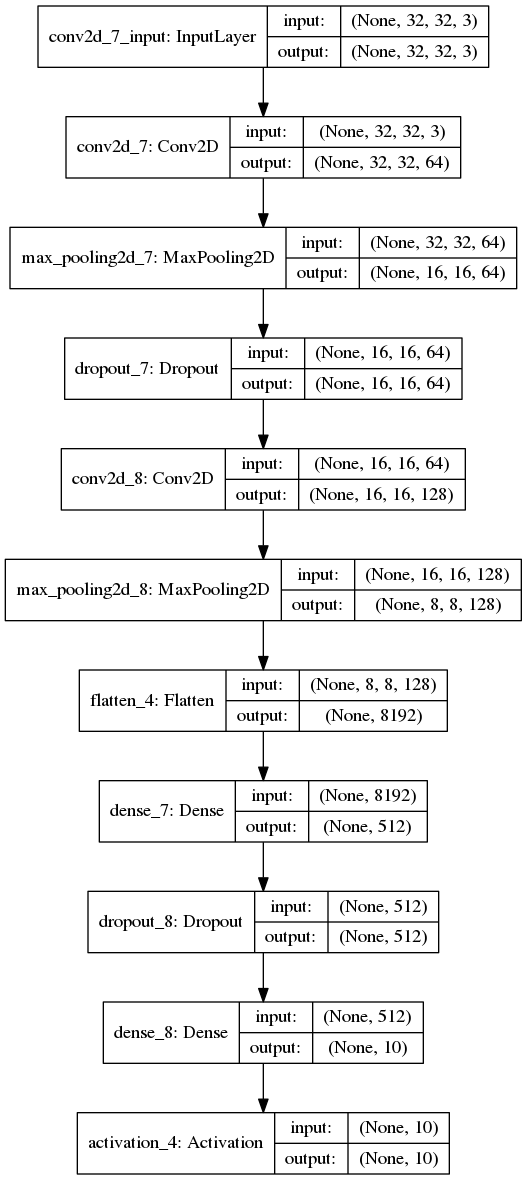 conv2d_7_input: InputLayer
input: (None, 32, 32, 3)
output: (None, 32, 32, 3)
conv2d_7: Conv2D
input: (None, 32, 32, 3)
output: (None, 32, 32, 64)
max_pooling2d_7: MaxPooling2D
input: (None, 32, 32, 64)
output: (None, 16, 16, 64)
dropout_7: Dropout
input: (None, 16, 16, 64)
output: (None, 16, 16, 64)
conv2d_8: Conv2D
input: (None, 16, 16, 64)
output: (None, 16, 16, 128)
max_pooling2d_8: MaxPooling2D
input: (None, 16, 16, 128)
output: (None, 8, 8, 128)
flatten_4: Flatten
input: (None, 8, 8, 128)
output: (None, 8192)
dense_7: Dense
input: (None, 8192)
output: (None, 512)
dropout_8: Dropout
input: (None, 512)
output: (None, 512)
dense_8: Dense
input: (None, 512)
output: (None, 10)
activation_4: Activation
input: (None, 10)
output: (None, 10)